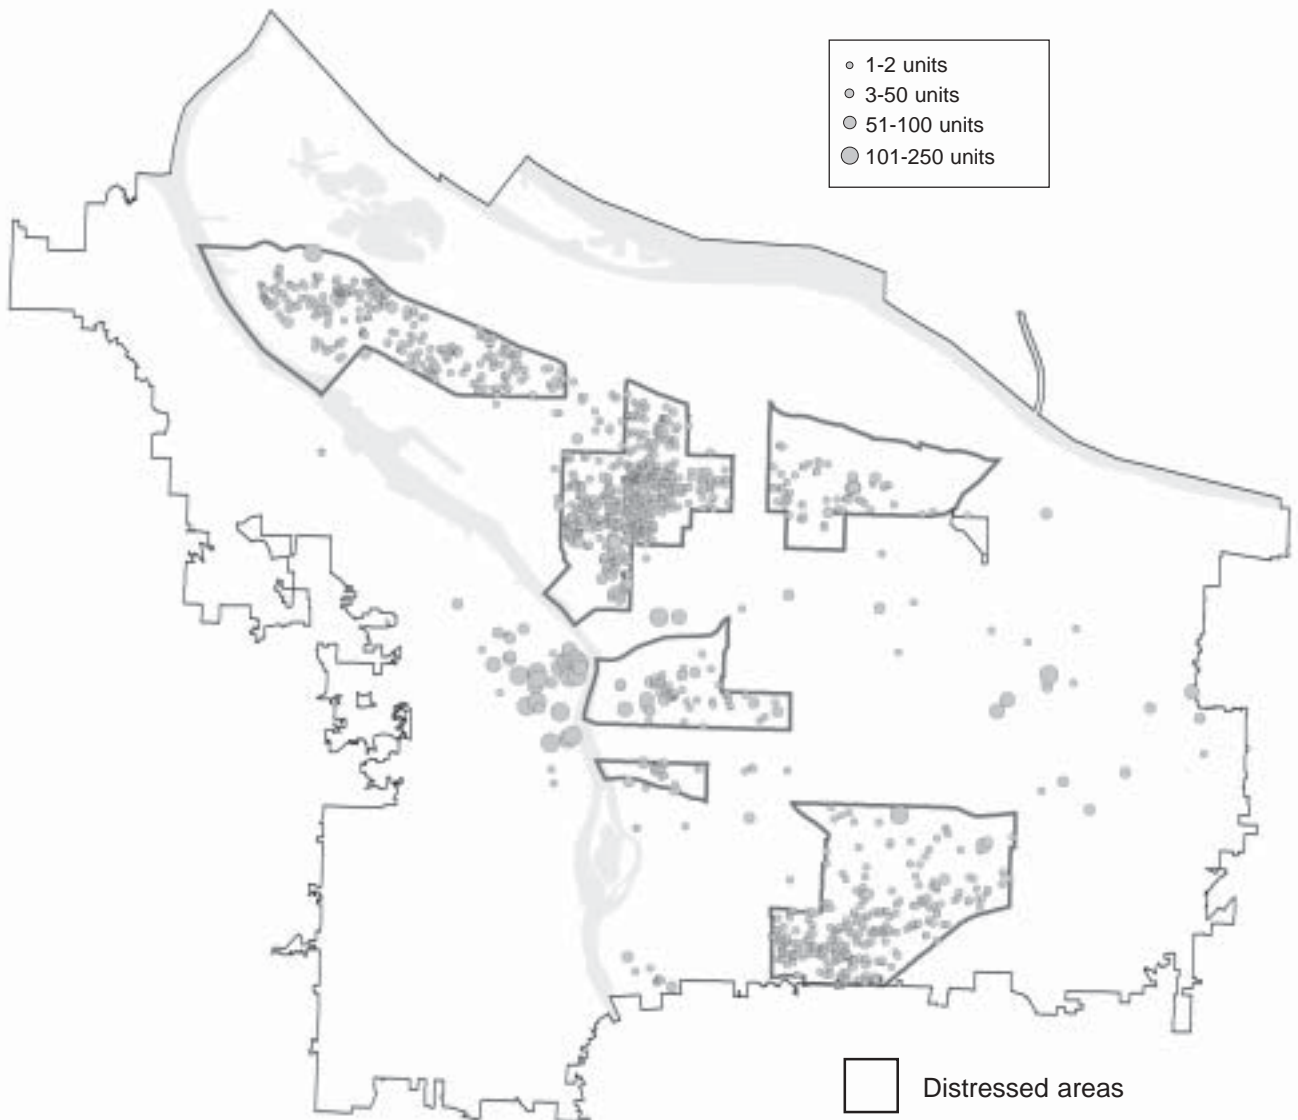 1-2 units
3-50 units
51-100 units
101-250 units
Distressed areas